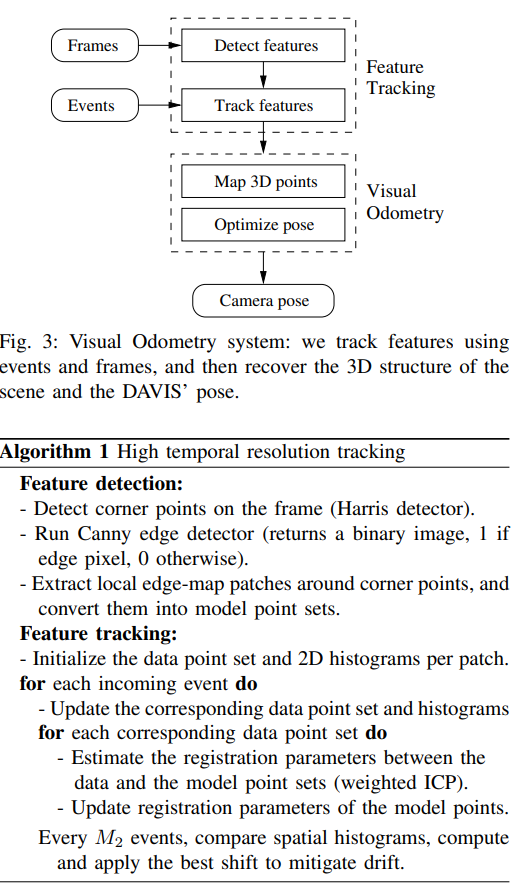 Frames
Detect features
Feature
Tracking
Events
Track features
Map 3D points
Visual
Odometry
Optimize pose
Camera pose
Fig. 3: Visual Odometry system: we track features using
events and frames, and then recover the 3D structure of the
scene and the DAVIS’ pose.
Algorithm 1 High temporal resolution tracking
Feature detection:
- Detect corner points on the frame (Harris detector).
- Run Canny edge detector (returns a binary image, 1 if
edge pixel, 0 otherwise).
- Extract local edge-map patches around corner points, and
convert them into model point sets.
Feature tracking:
- Initialize the data point set and 2D histograms per patch.
for each incoming event do
- Update the corresponding data point set and histograms
for each corresponding data point set do
- Estimate the registration parameters between the
data and the model point sets (weighted ICP).
- Update registration parameters of the model points.
Every M₂ events, compare spatial histograms, compute
and apply the best shift to mitigate drift.